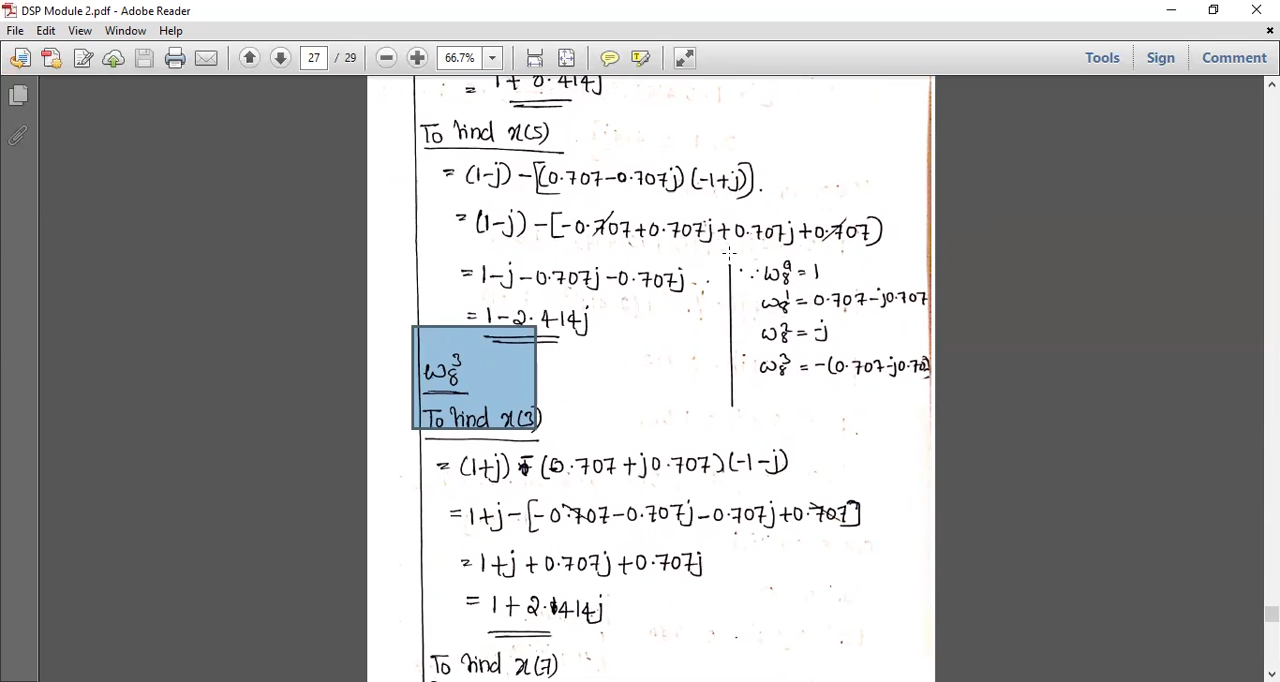 DSP Module 2.pdf - Adobe Reader
File Edit View Window Help
27 / 29 66.7% Tools Sign Comment
= 1 + 0.414j
To find x(5)
= (1-j) - [(0.707-0.707j)(-1+j)].
= (1-j) - [-0.707+0.707j+0.707j+0.707)
= 1-j-0.707j-0.707j
= 1-2.414j
∵ ω₈⁰ = 1
ω₈¹ = 0.707-j0.707
ω₈² = -j
ω₈³ = -(0.707-j0.707)
ω₈³
To find x(3)
= (1+j) - (0.707+j0.707)(-1-j)
= 1+j-[-0.707-0.707j-0.707j+0.707]
= 1+j+0.707j+0.707j
= 1+2.414j
To find x(7)